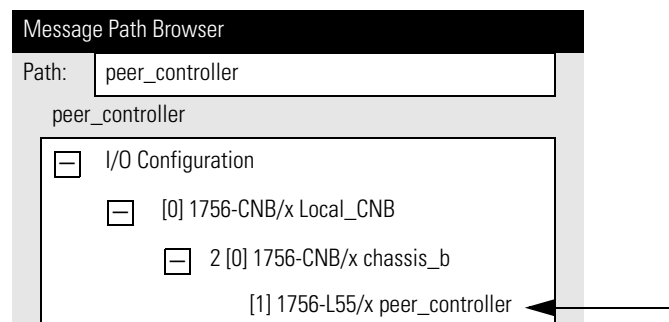 Message Path Browser
Path: peer_controller
peer_controller
I/O Configuration
[0] 1756-CNB/x Local_CNB
2 [0] 1756-CNB/x chassis_b
[1] 1756-L55/x peer_controller